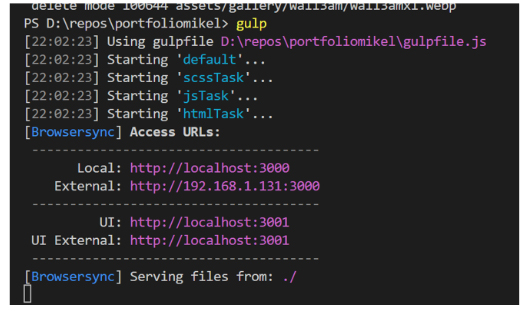 delete mode 100644 assets/gallery/wall3am/wall3amxl.webp
PS D:\repos\portfoliomikel> gulp
[22:02:23] Using gulpfile D:\repos\portfoliomikel\gulpfile.js
[22:02:23] Starting 'default'...
[22:02:23] Starting 'scssTask'...
[22:02:23] Starting 'jsTask'...
[22:02:23] Starting 'htmlTask'...
[Browsersync] Access URLs:
-----------------------------------
Local: http://localhost:3000
External: http://192.168.1.131:3000
-----------------------------------
UI: http://localhost:3001
UI External: http://localhost:3001
-----------------------------------
[Browsersync] Serving files from: ./